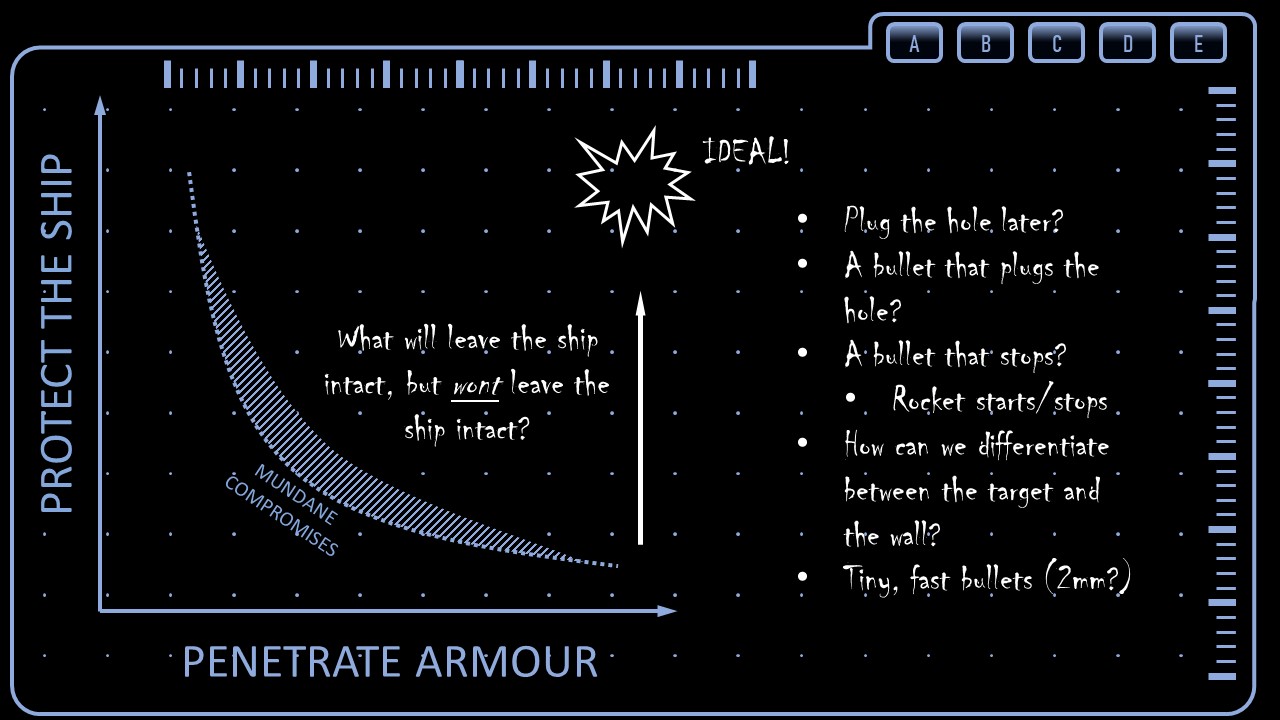 A B C D E
IDEAL!
PROTECT THE SHIP
Plug the hole later?
A bullet that plugs the
hole?
A bullet that stops?
Rocket starts/stops
How can we differentiate
between the target and
the wall?
Tiny, fast bullets (2mm?)
What will leave the ship
intact, but wont leave the
ship intact?
MUNDANE
COMPROMISES
PENETRATE ARMOUR